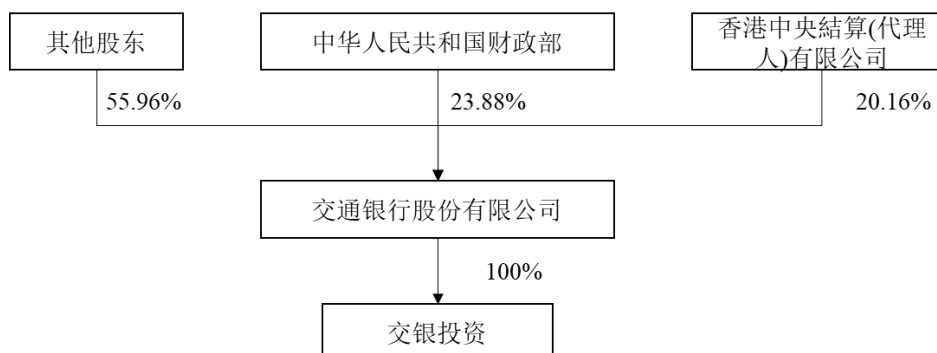 其他股东
中华人民共和国财政部
香港中央結算(代理
人)有限公司
55.96%
23.88%
20.16%
交通银行股份有限公司
100%
交银投资